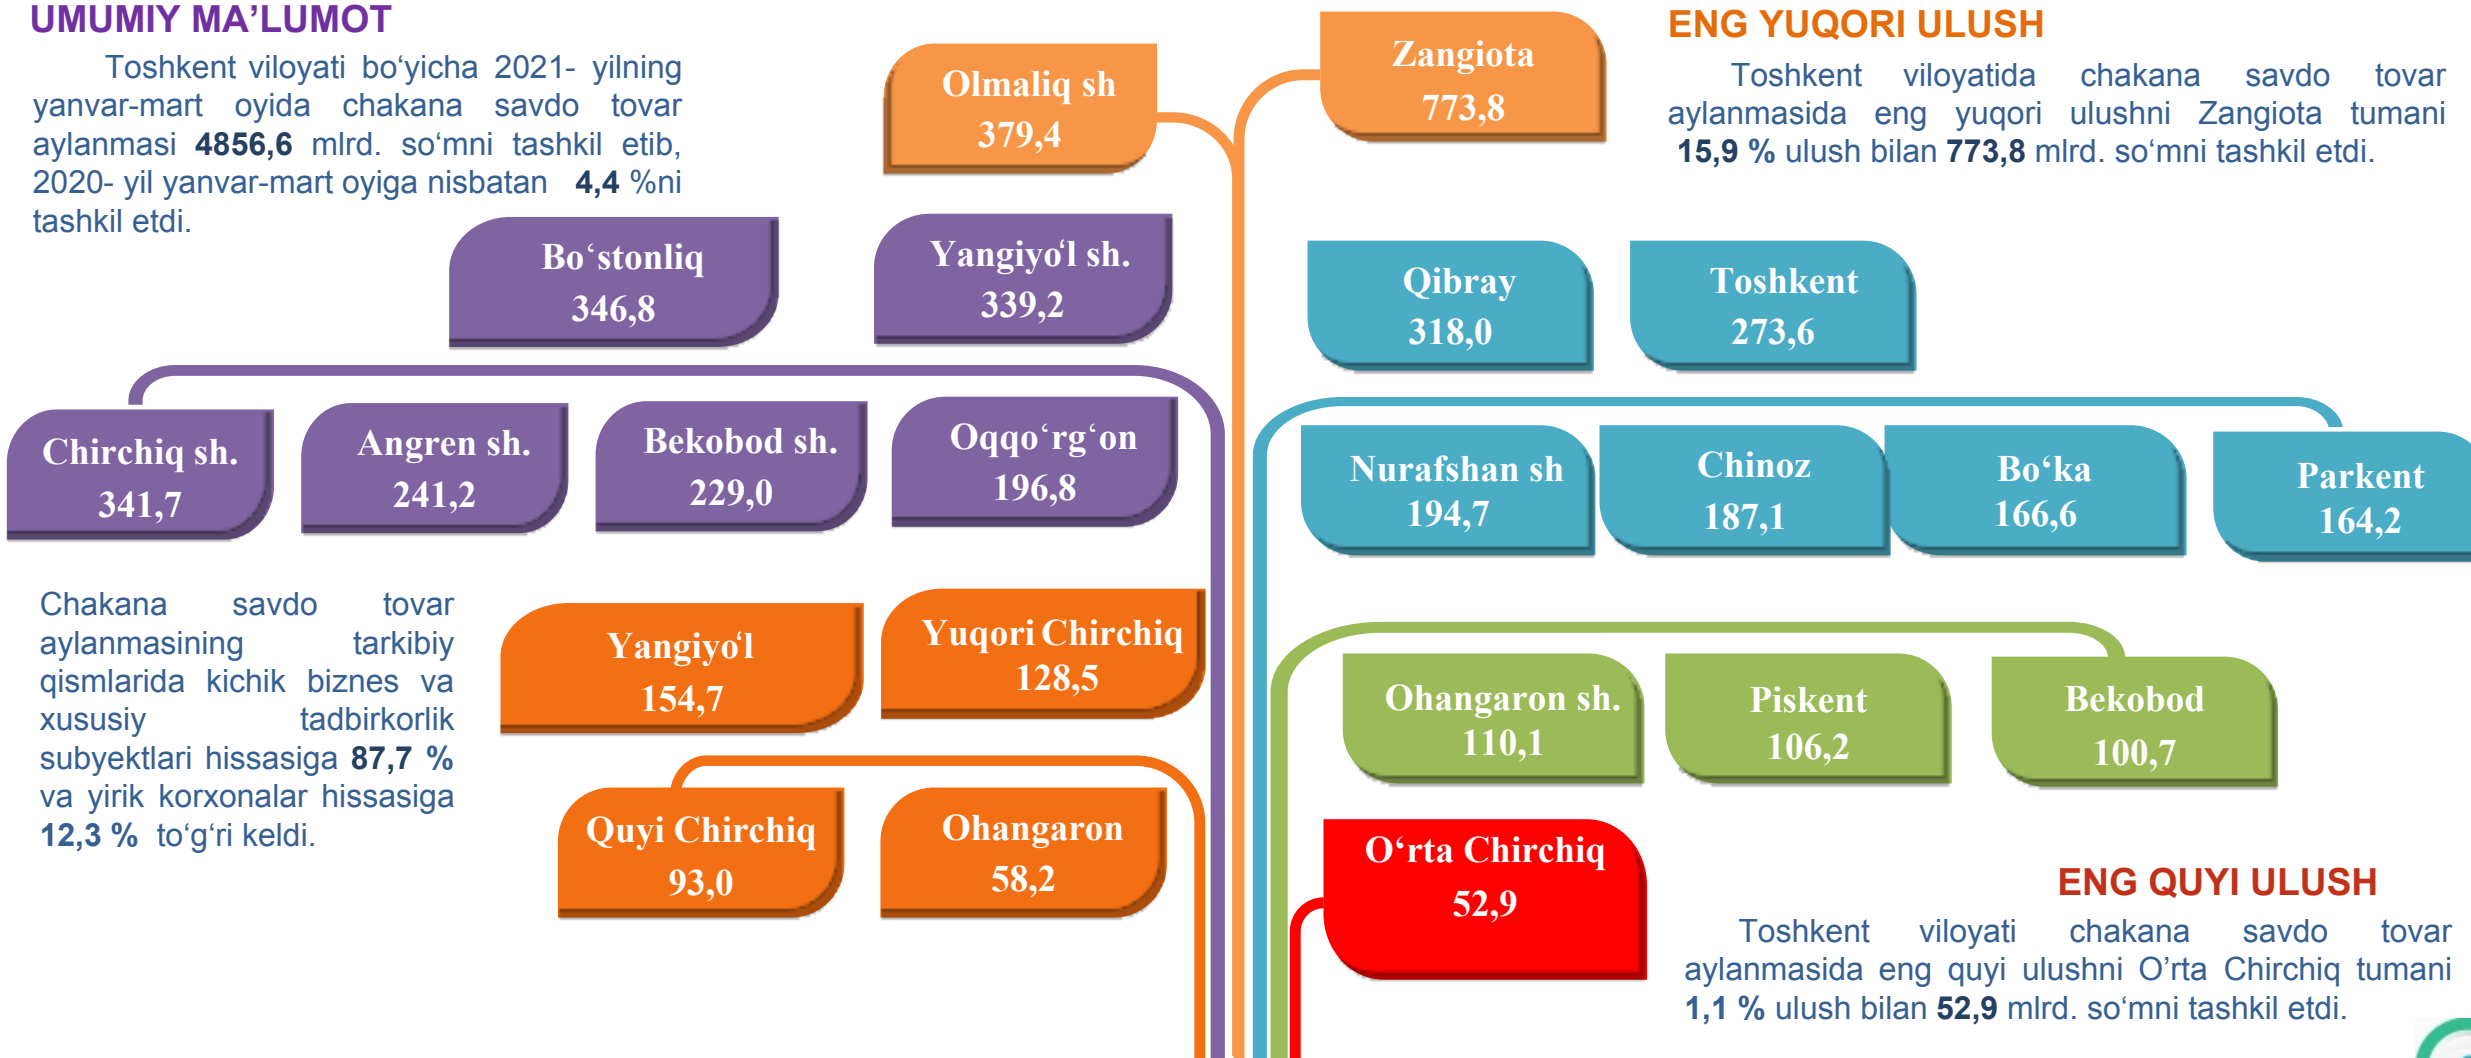 UMUMIY MA’LUMOT
Toshkent viloyati bo‘yicha 2021- yilning
yanvar-mart oyida chakana savdo tovar
aylanmasi 4856,6 mlrd. so‘mni tashkil etib,
2020- yil yanvar-mart oyiga nisbatan 4,4 %ni
tashkil etdi.
Olmaliq sh
379,4
Zangiota
773,8
ENG YUQORI ULUSH
Toshkent viloyatida chakana savdo tovar
aylanmasida eng yuqori ulushni Zangiota tumani
15,9 % ulush bilan 773,8 mlrd. so‘mni tashkil etdi.
Bo‘stonliq
346,8
Yangiyo‘l sh.
339,2
Qibray
318,0
Toshkent
273,6
Chirchiq sh.
341,7
Angren sh.
241,2
Bekobod sh.
229,0
Oqqo‘rg‘on
196,8
Nurafshan sh
194,7
Chinoz
187,1
Bo‘ka
166,6
Parkent
164,2
Chakana savdo tovar
aylanmasining tarkibiy
qismlarida kichik biznes va
xususiy tadbirkorlik
subyektlari hissasiga 87,7 %
va yirik korxonalar hissasiga
12,3 % to‘g‘ri keldi.
Yangiyo‘l
154,7
Yuqori Chirchiq
128,5
Ohangaron sh.
110,1
Piskent
106,2
Bekobod
100,7
Quyi Chirchiq
93,0
Ohangaron
58,2
O‘rta Chirchiq
52,9
ENG QUYI ULUSH
Toshkent viloyati chakana savdo tovar
aylanmasida eng quyi ulushni O’rta Chirchiq tumani
1,1 % ulush bilan 52,9 mlrd. so‘mni tashkil etdi.